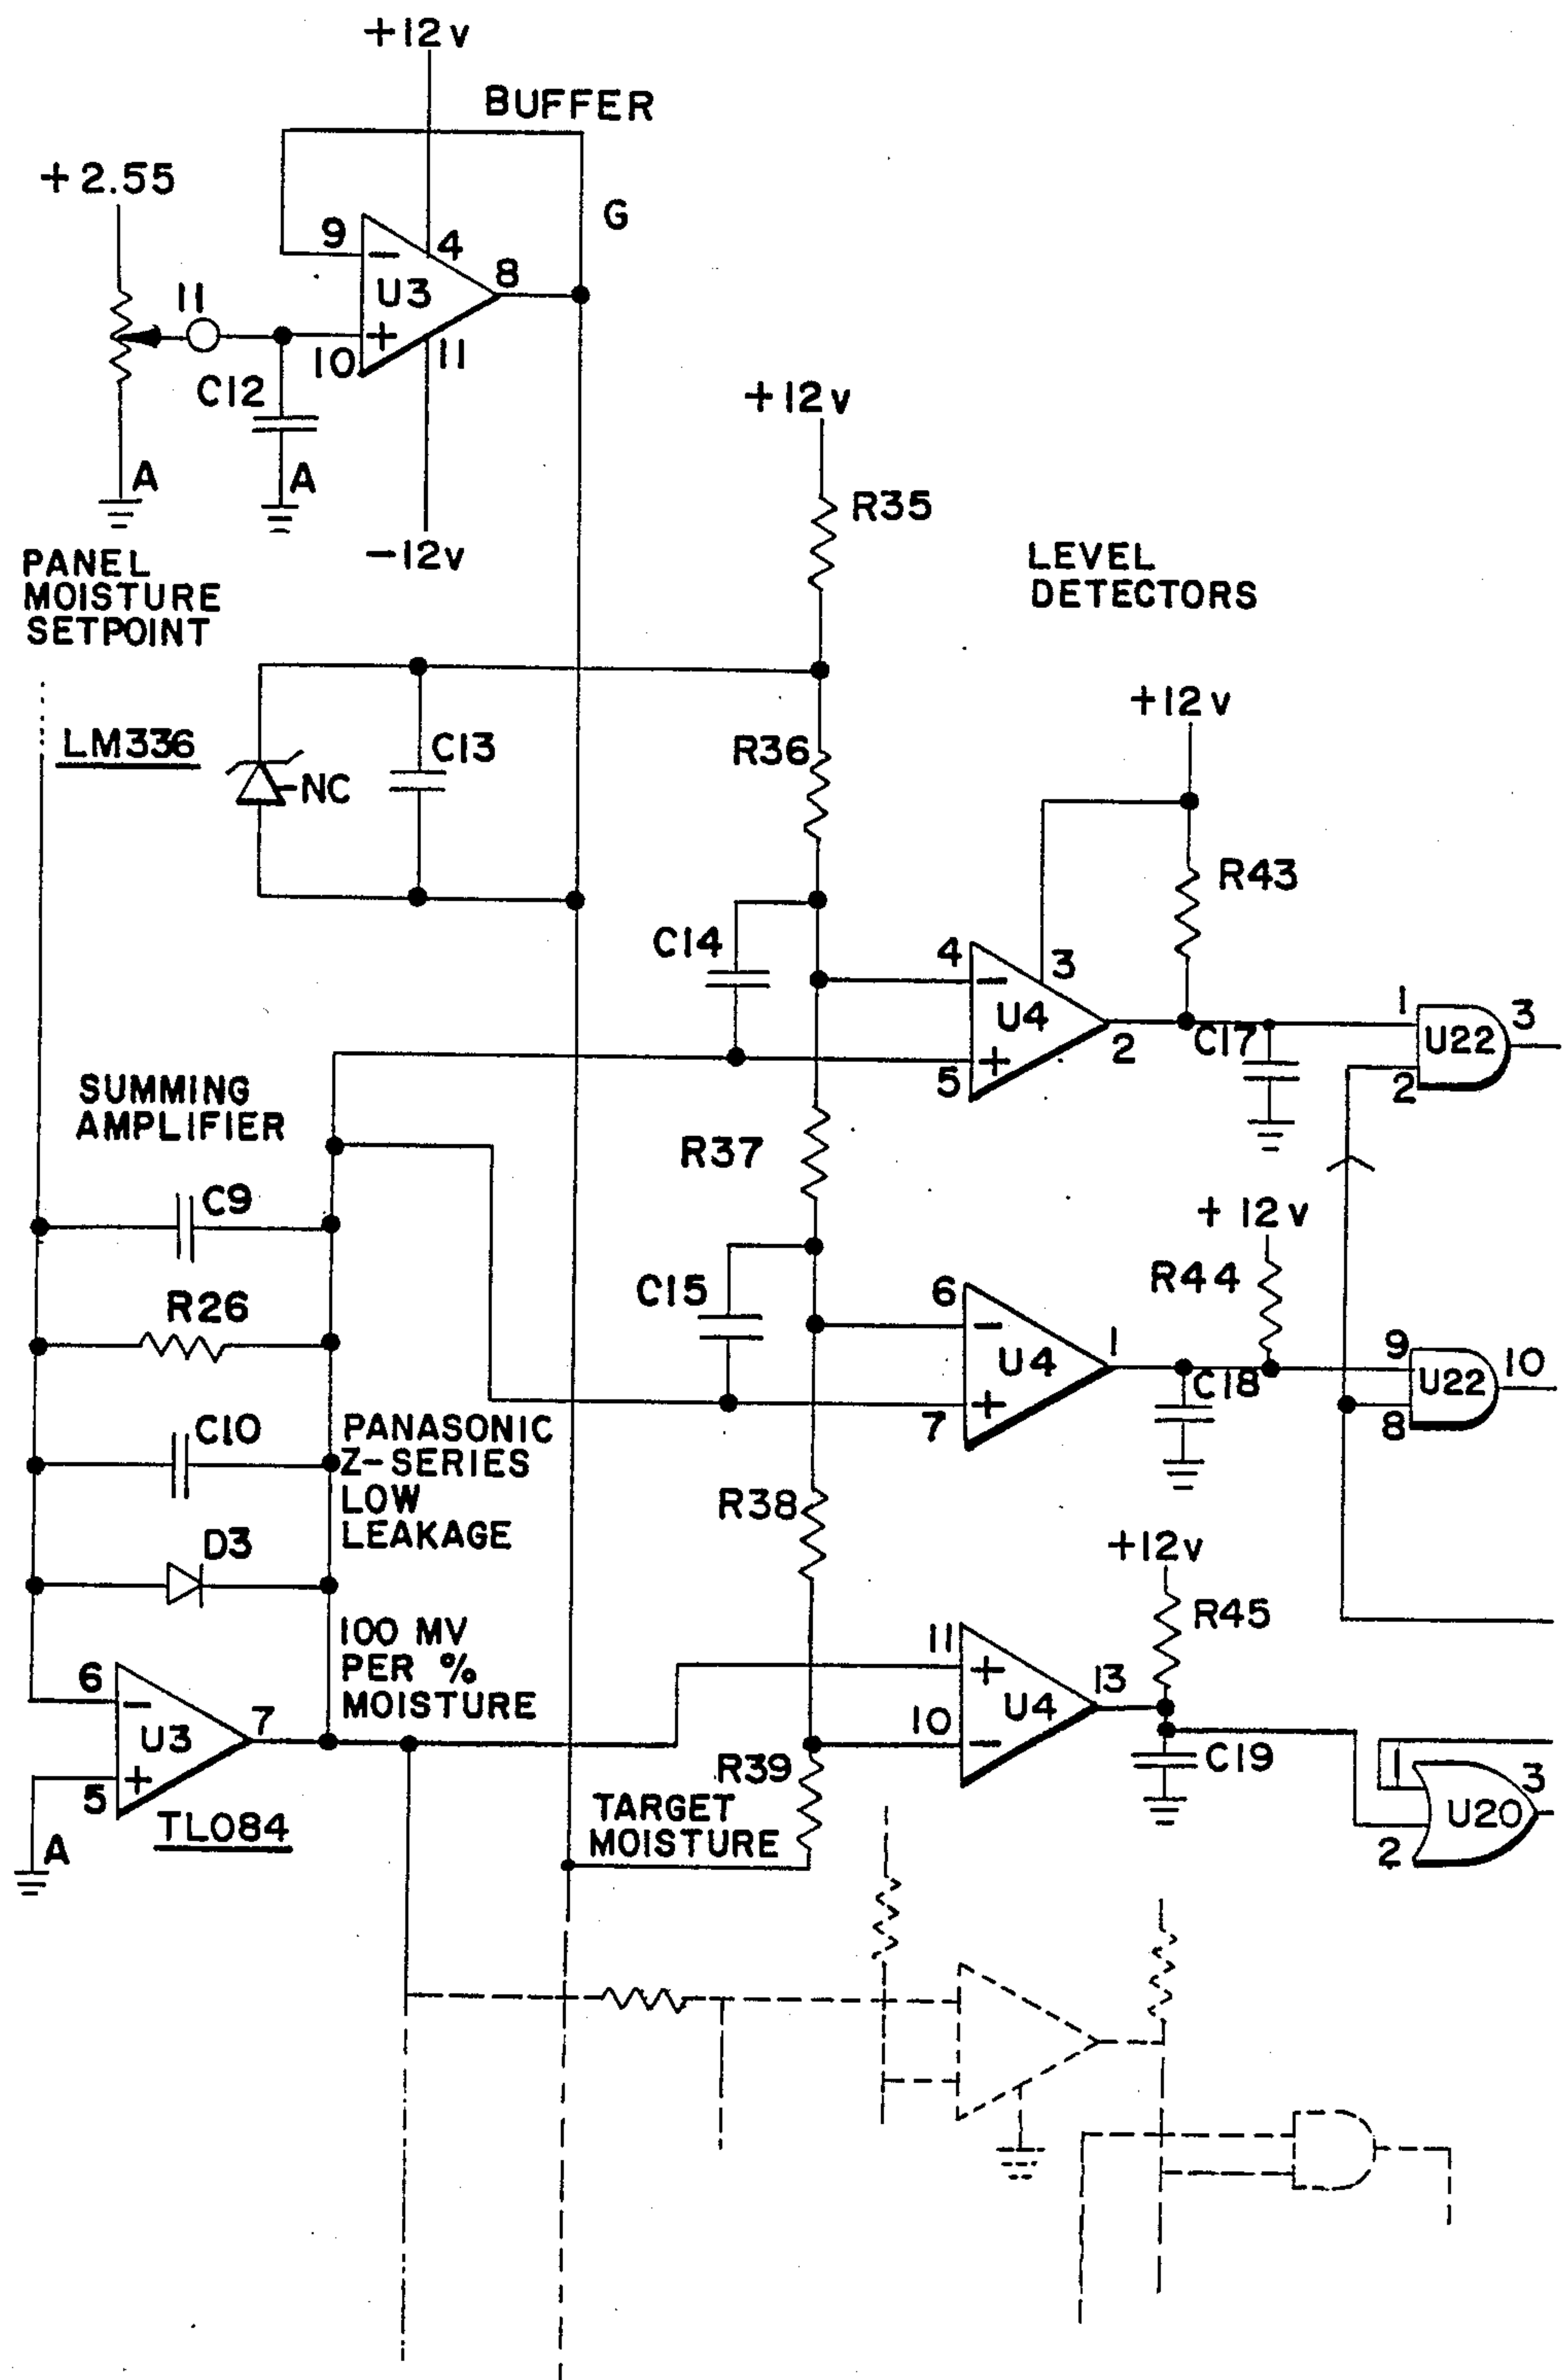 +12v
BUFFER
+2.55
G
9
−
4
U3
8
11
+
10
11
C12
A
A
−12v
PANEL
MOISTURE
SETPOINT
+12v
R35
LEVEL
DETECTORS
LM336
NC
C13
R36
+12v
R43
C14
4
−
3
U4
2
+
5
C17
1
U22
3
2
SUMMING
AMPLIFIER
R37
C9
+12v
R44
R26
C15
6
−
U4
1
+
7
C18
9
U22
10
8
C10
PANASONIC
Z-SERIES
LOW
LEAKAGE
R38
D3
+12v
R45
100 MV
PER %
MOISTURE
11
+
U4
13
10
−
C19
6
−
U3
7
5
+
A
TL084
R39
TARGET
MOISTURE
1
U20
3
2